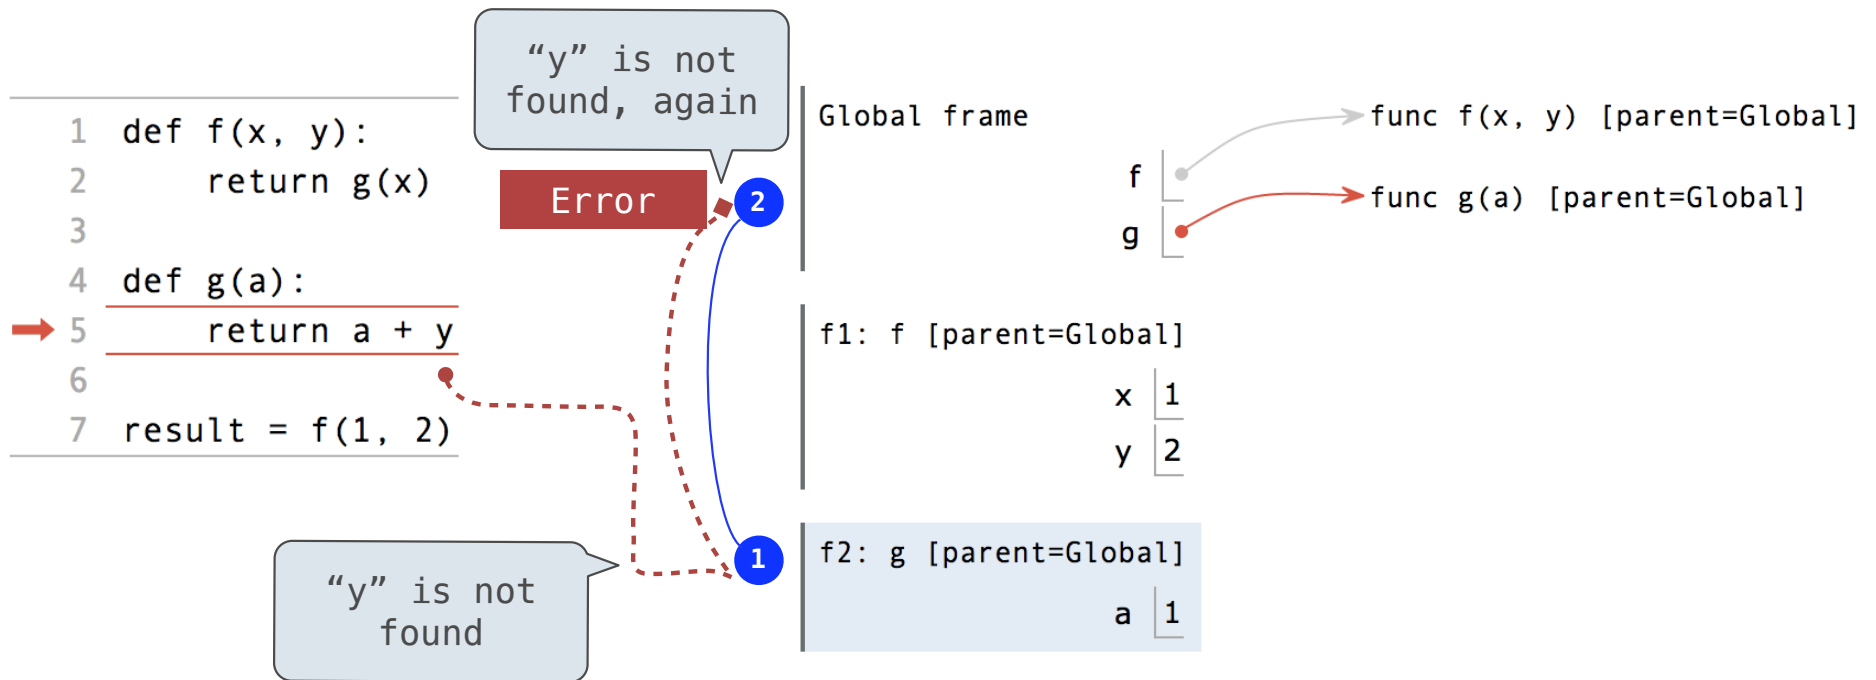 “y” is not
found, again
1 def f(x, y):
2     return g(x)
3
4 def g(a):
5     return a + y
6
7 result = f(1, 2)
Error
2
1
“y” is not
found
Global frame
f
g
func f(x, y) [parent=Global]
func g(a) [parent=Global]
f1: f [parent=Global]
x 1
y 2
f2: g [parent=Global]
a 1